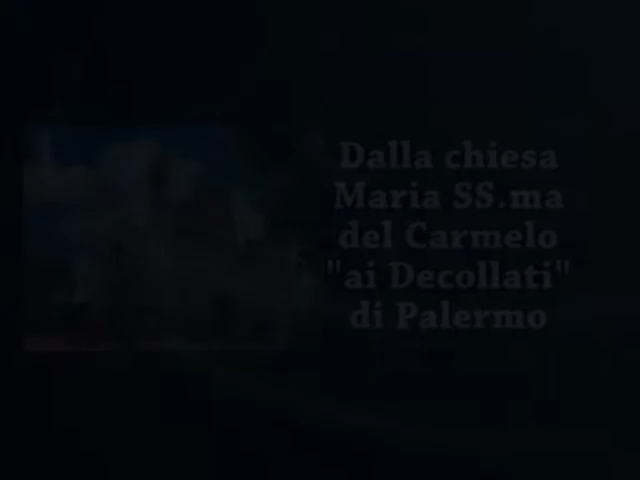 Dalla chiesa
Maria SS.ma
del Carmelo
"ai Decollati"
di Palermo